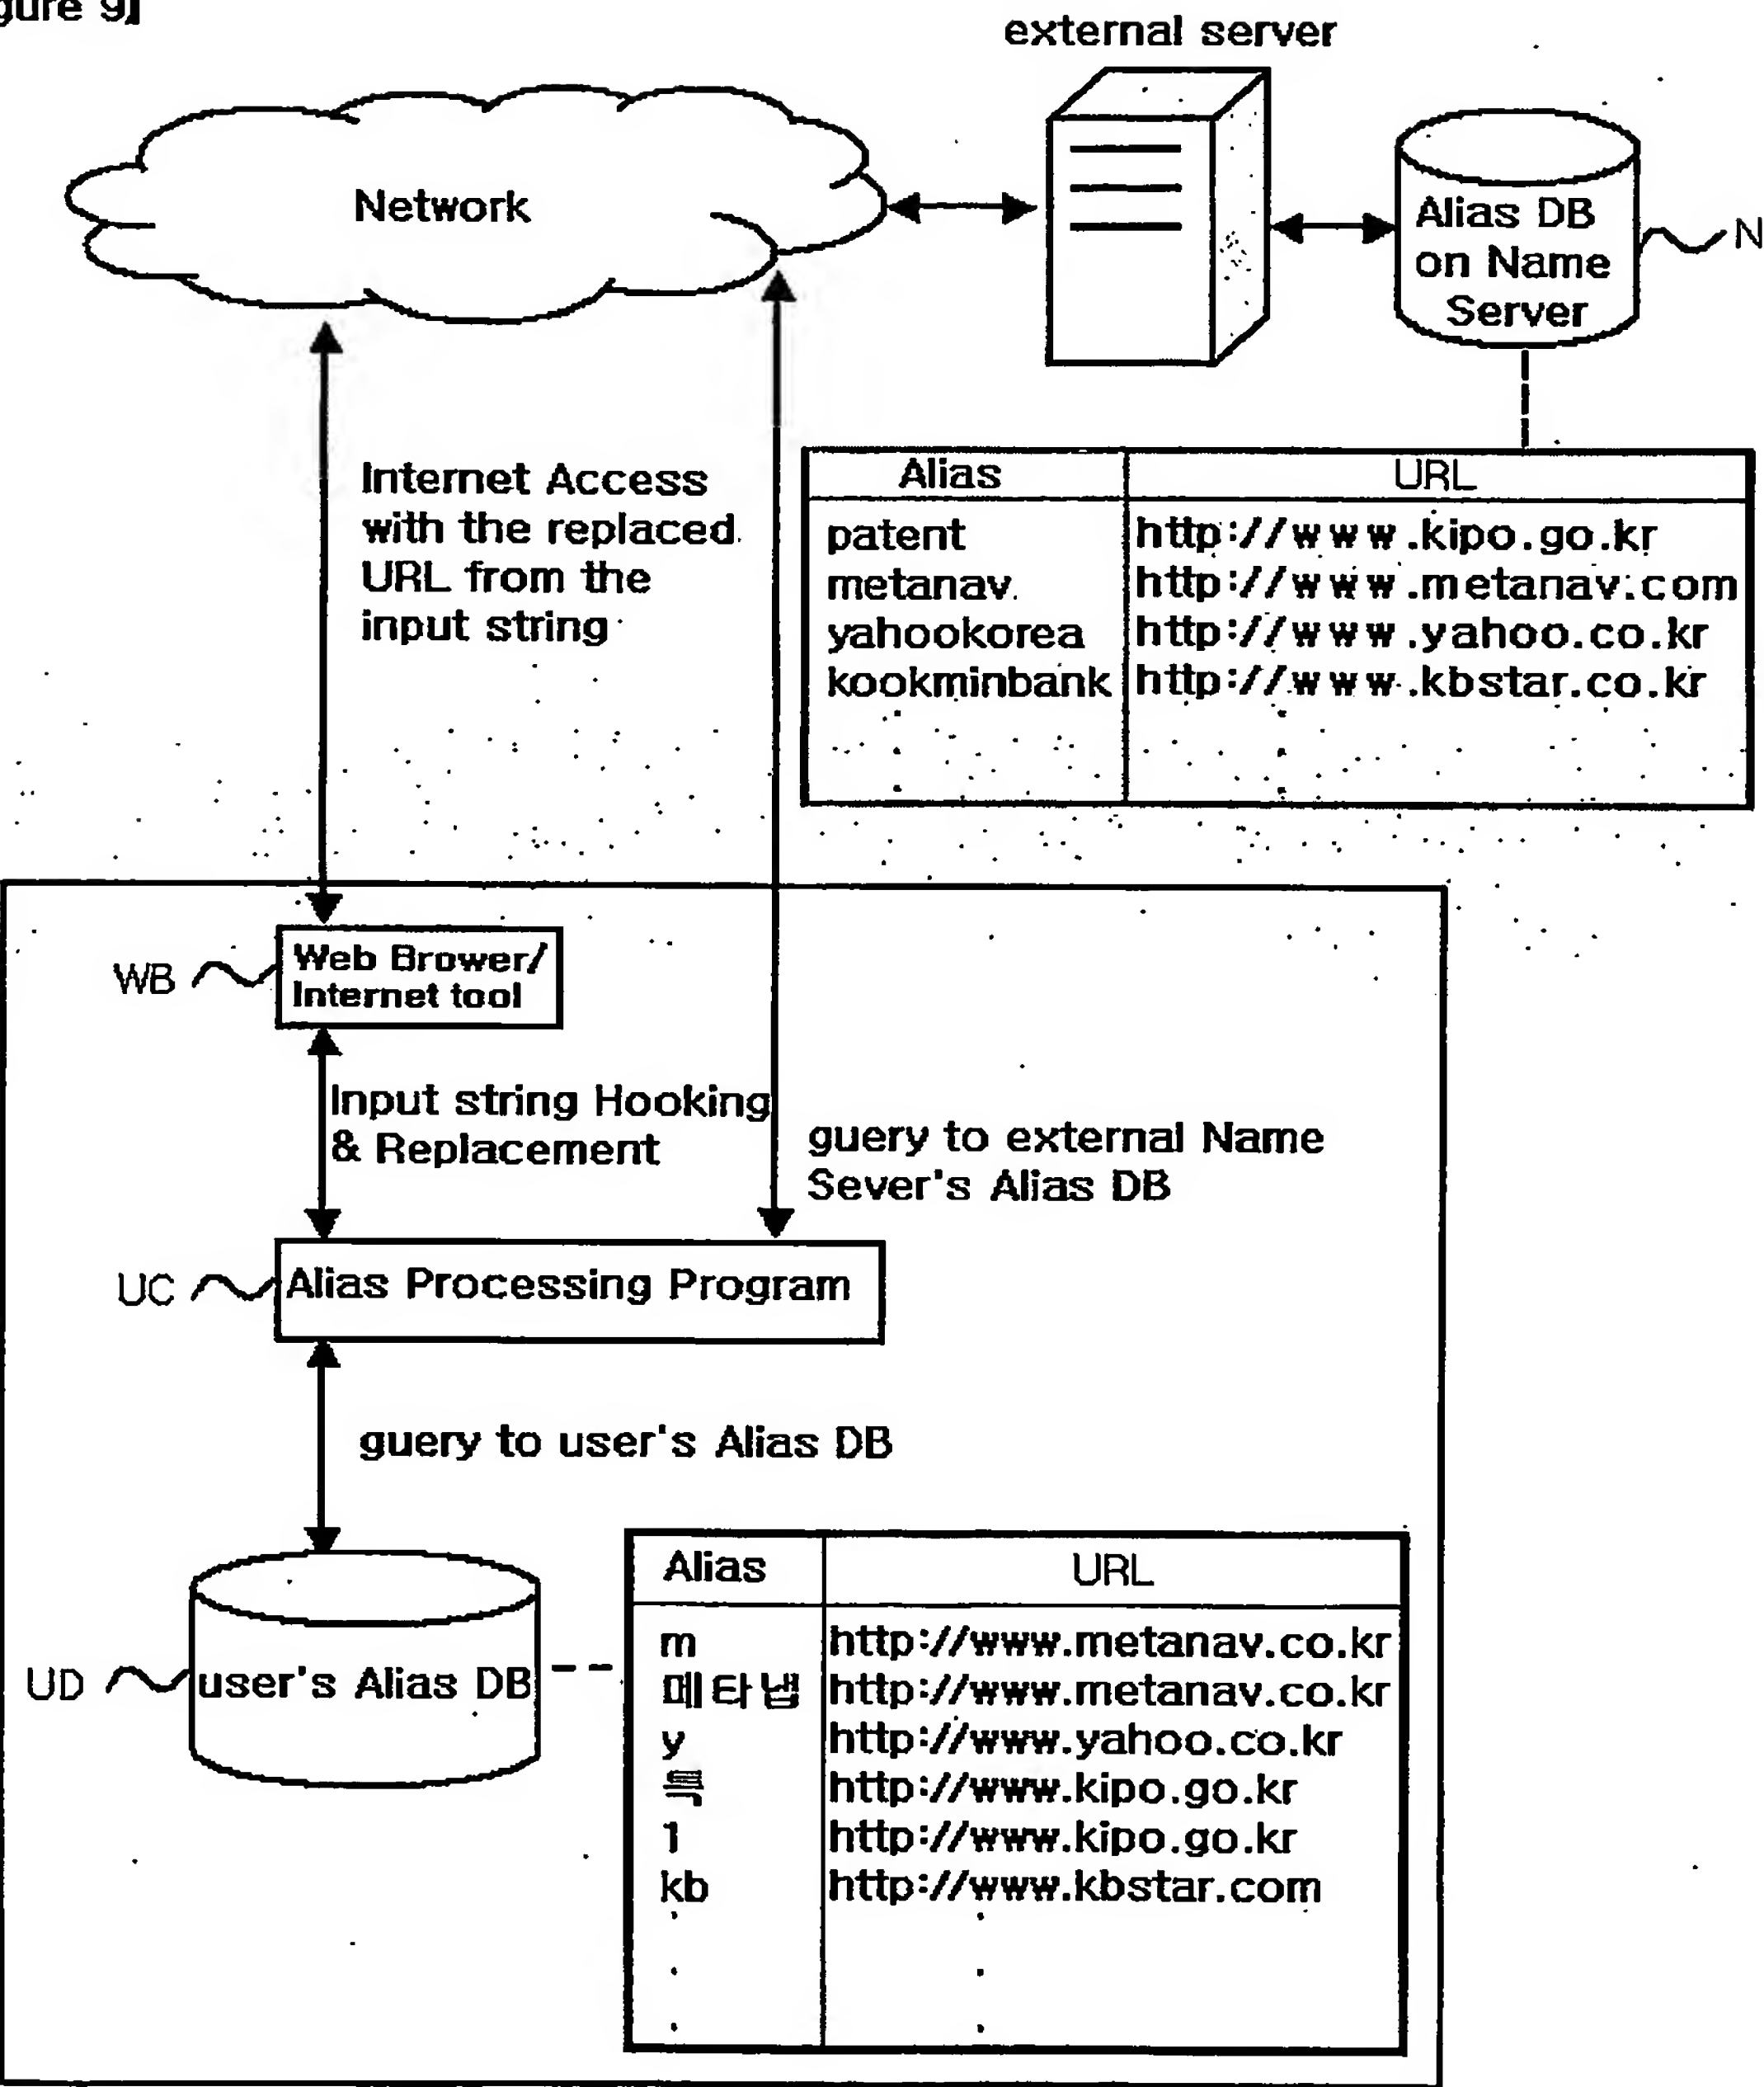 gure 9]
external server
Network
Alias DB
on Name
Server
N
Internet Access
with the replaced
URL from the
input string
Alias URL
patent http://www.kipo.go.kr
metanav http://www.metanav.com
yahookorea http://www.yahoo.co.kr
kookminbank http://www.kbstar.co.kr
WB
Web Brower/
Internet tool
Input string Hooking
& Replacement
guery to external Name
Sever's Alias DB
UC
Alias Processing Program
guery to user's Alias DB
UD
user's Alias DB
Alias URL
m http://www.metanav.co.kr
메타냅 http://www.metanav.co.kr
y http://www.yahoo.co.kr
특 http://www.kipo.go.kr
1 http://www.kipo.go.kr
kb http://www.kbstar.com